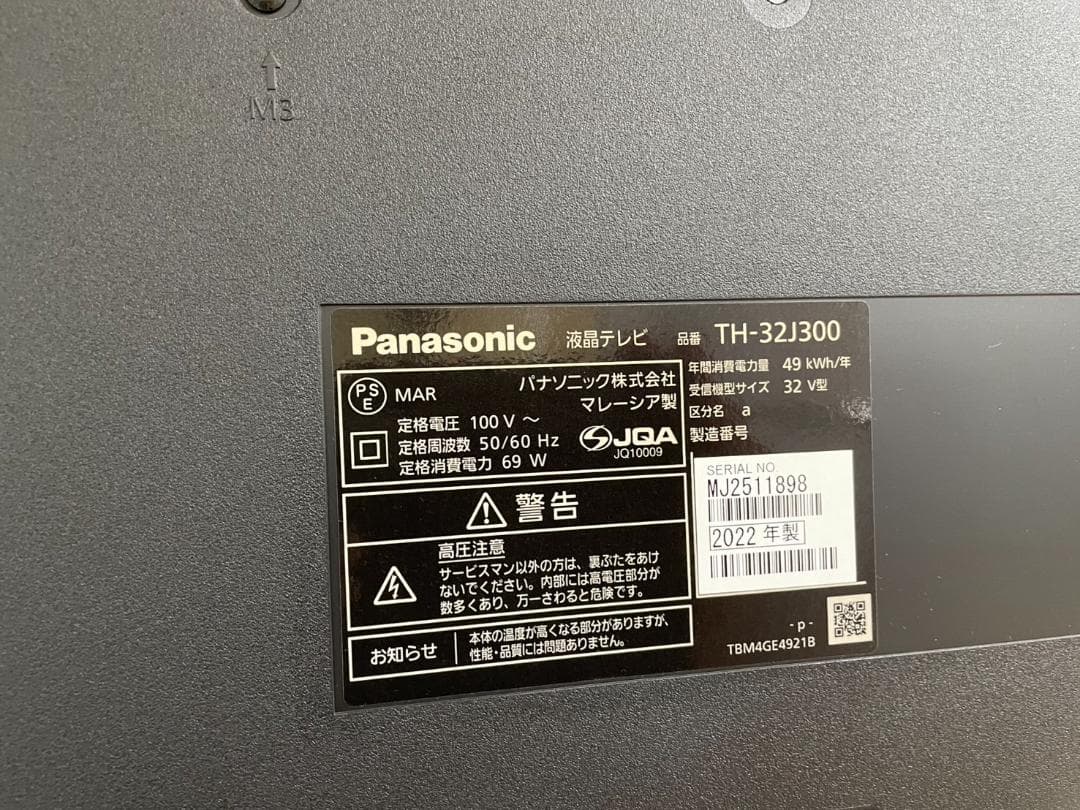 M3
Panasonic 液晶テレビ 品番 TH-32J300
PSE MAR パナソニック株式会社
マレーシア製
定格電圧 100 V ～
定格周波数 50/60 Hz
定格消費電力 69 W
JQA
JQ10009
年間消費電力量 49 kWh/年
受信機型サイズ 32 V型
区分名 a
製造番号
SERIAL NO.
MJ2511898
2022 年製
警告
高圧注意
サービスマン以外の方は、裏ぶたをあけ
ないでください。内部には高電圧部分が
数多くあり、万一さわると危険です。
お知らせ
本体の温度が高くなる部分がありますが、
性能・品質には問題ありません。
-p-
TBM4GE4921B